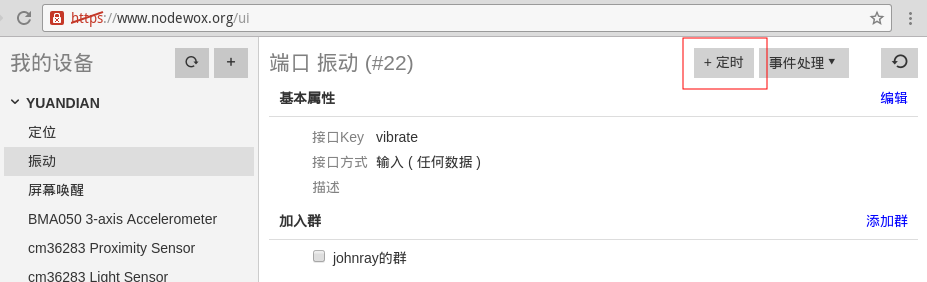 https://www.nodewox.org/ui
我的设备
+
YUANDIAN
定位
振动
屏幕唤醒
BMA050 3-axis Accelerometer
cm36283 Proximity Sensor
cm36283 Light Sensor
端口 振动 (#22)
+ 定时
事件处理▼
基本属性
编辑
接口Key vibrate
接口方式 输入 ( 任何数据 )
描述
加入群
添加群
johnray的群